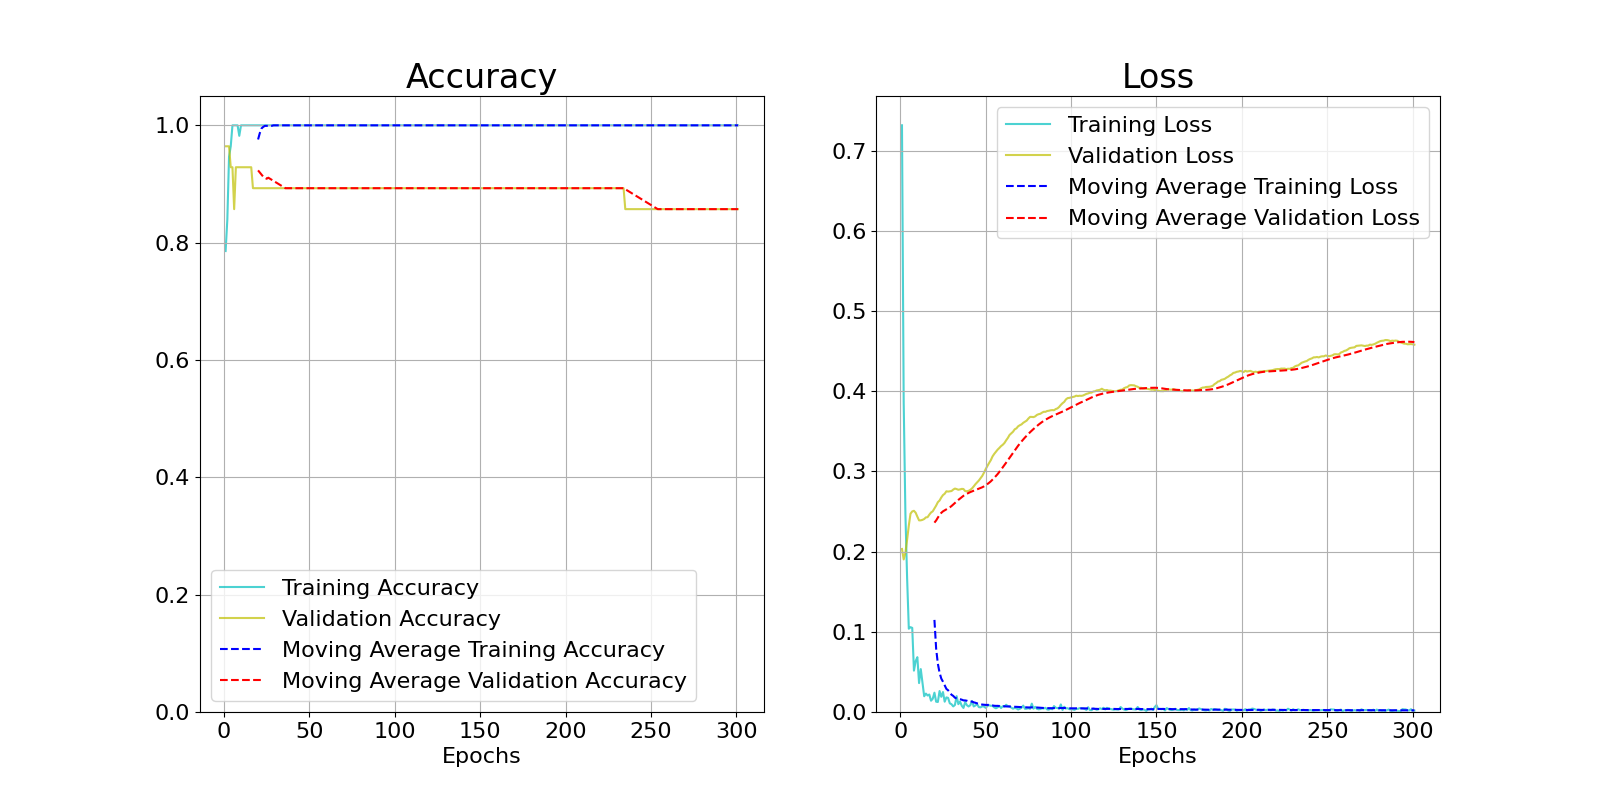 Accuracy
1.0
0.8
0.6
0.4
0.2
0.0
Training Accuracy
Validation Accuracy
Moving Average Training Accuracy
Moving Average Validation Accuracy
0 50 100 150 200 250 300
Epochs
Loss
0.7
0.6
0.5
0.4
0.3
0.2
0.1
0.0
Training Loss
Validation Loss
Moving Average Training Loss
Moving Average Validation Loss
0 50 100 150 200 250 300
Epochs